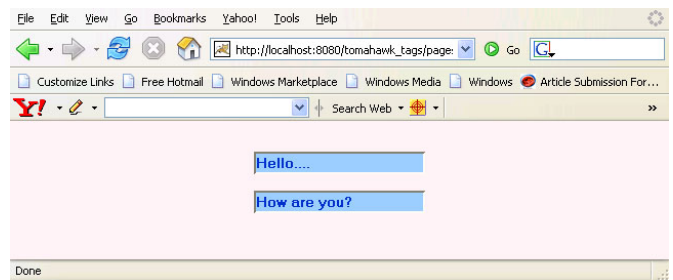 File Edit View Go Bookmarks Yahoo! Tools Help
http://localhost:8080/tomahawk_tags/page: Go G
Customize Links Free Hotmail Windows Marketplace Windows Media Windows Article Submission For...
Y! Search Web »
Hello....
How are you?
Done